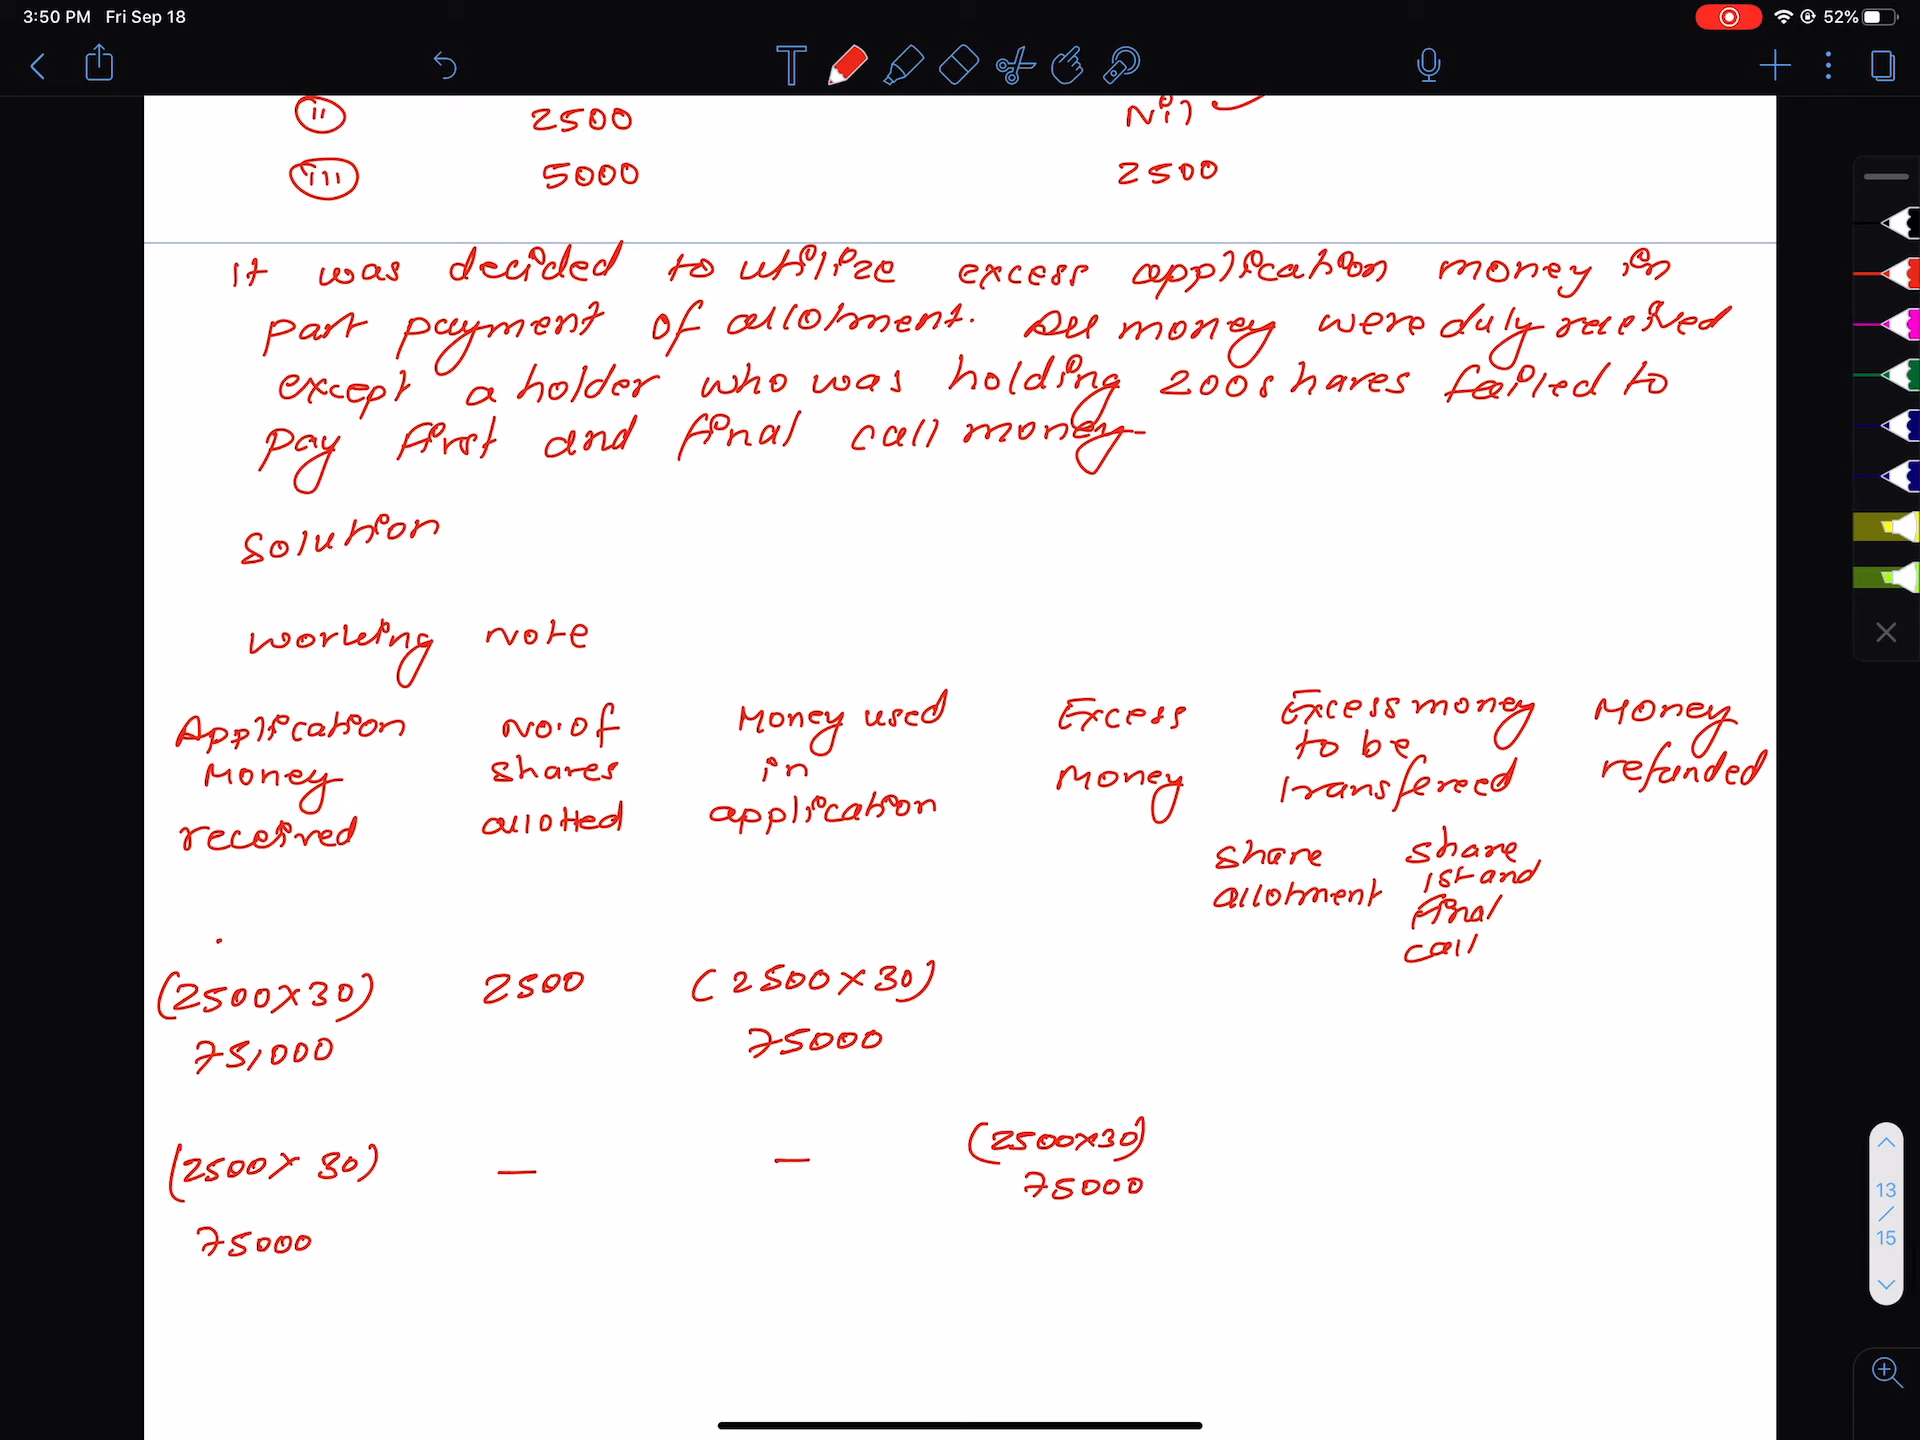 3:50 PM Fri Sep 18
52%
ii 2500 Nil
iii 5000 2500
It was decided to utilize excess application money in
part payment of allotment. All money were duly received
except a holder who was holding 200 shares failed to
pay first and final call money
Solution
working note
Application No. of Money used Excess Excess money Money
Money shares in Money to be refunded
received allotted application transfereed
share allotment share 1st and final call
(2500x30) 2500 (2500x30)
75,000 75000
(2500x30) — — (2500x30)
75000 75000
13
/
15